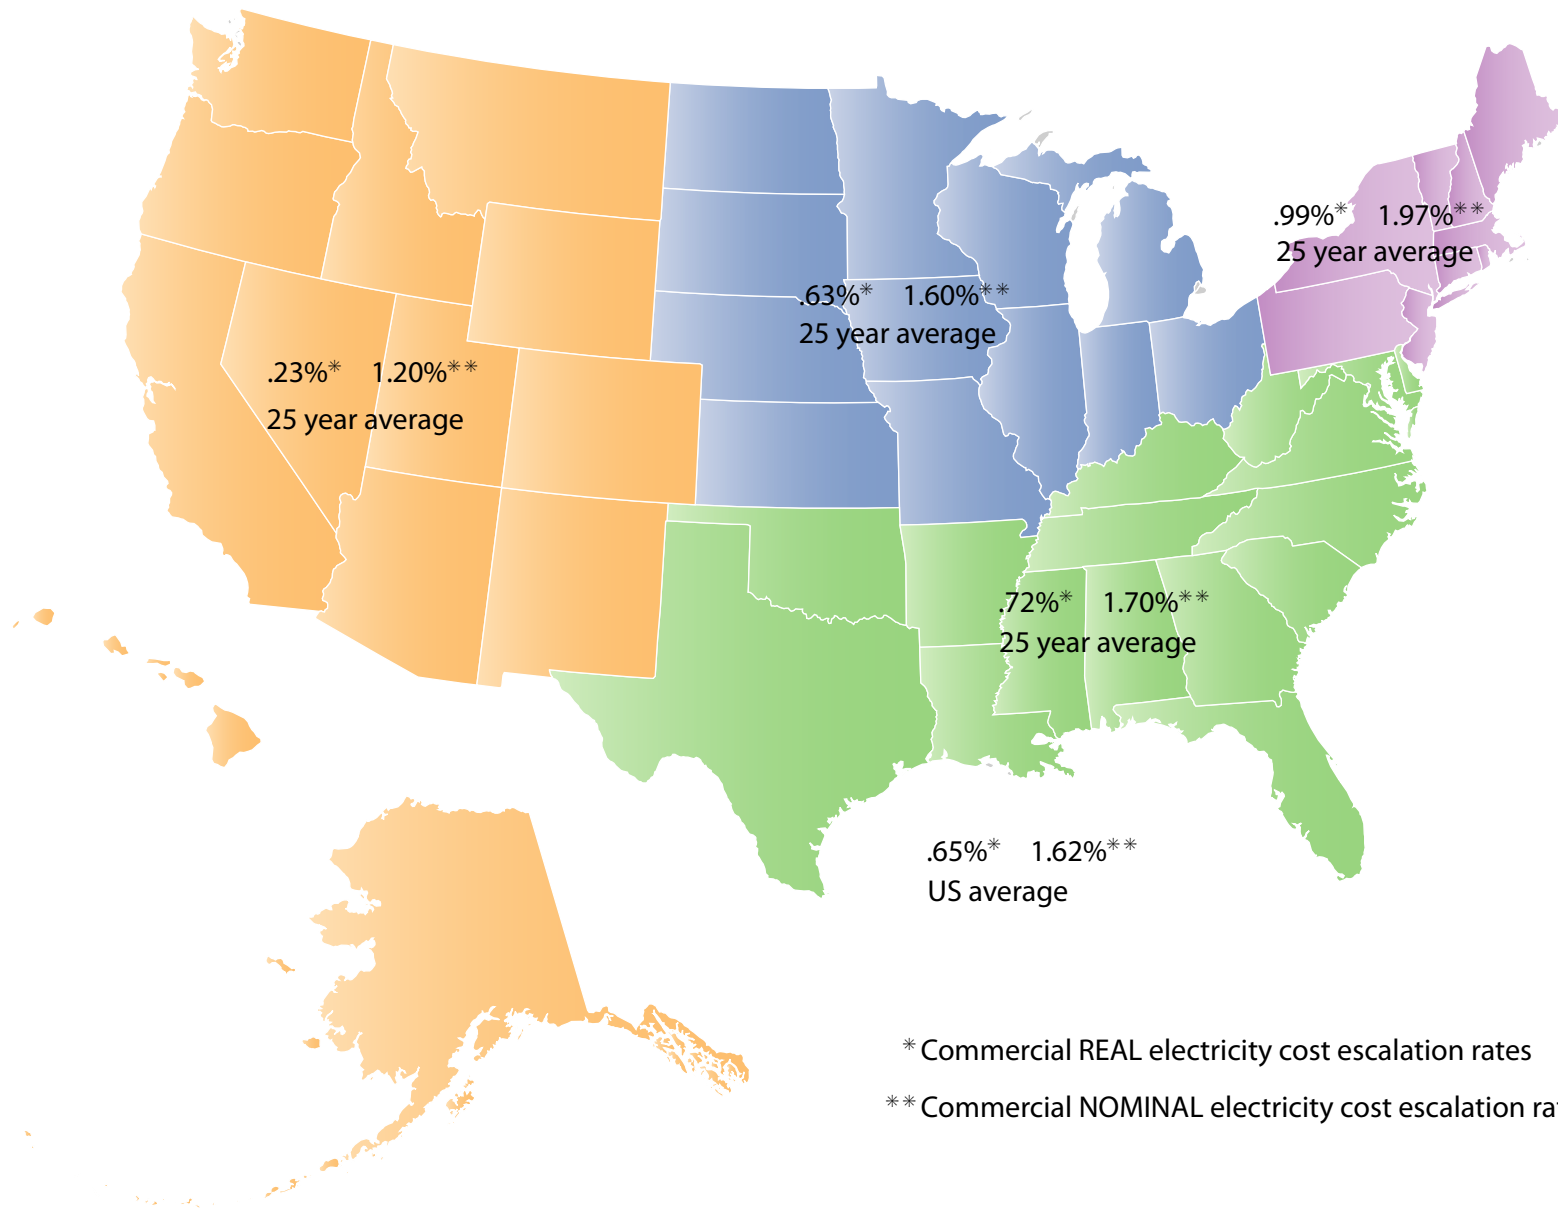 .99%* 1.97%**
25 year average
.63%* 1.60%**
25 year average
.23%* 1.20%**
25 year average
.72%* 1.70%**
25 year average
.65%* 1.62%**
US average
* Commercial REAL electricity cost escalation rates
** Commercial NOMINAL electricity cost escalation